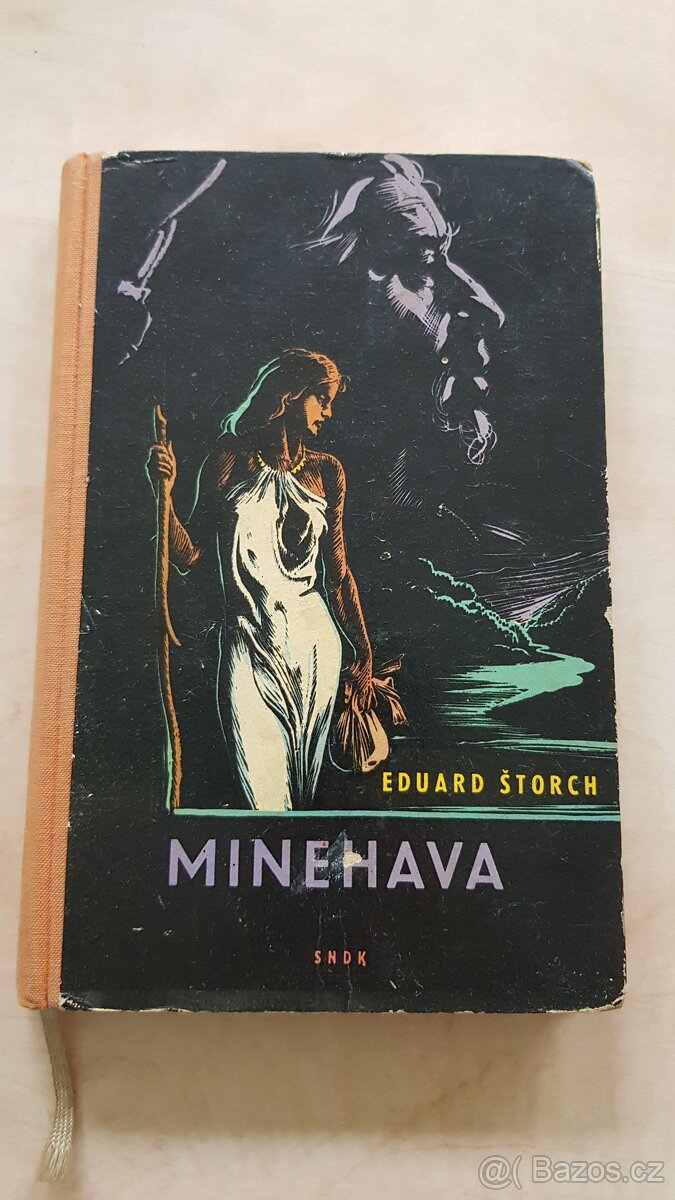 EDUARD ŠTORCH
MINEHAVA
SNDK
@ Bazos.cz